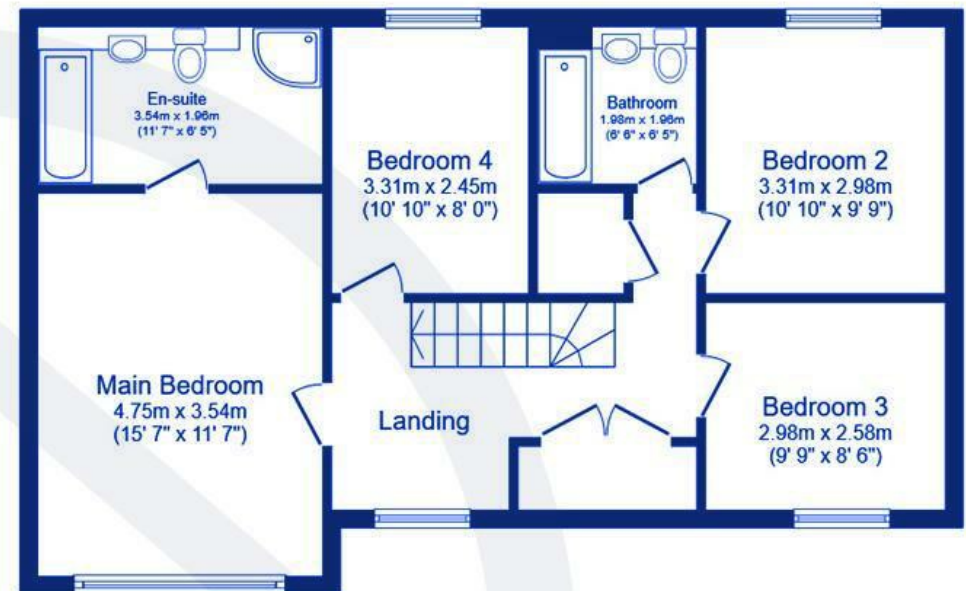 En-suite
3.54m x 1.96m
(11' 7" x 6' 5")
Bedroom 4
3.31m x 2.45m
(10' 10" x 8' 0")
Bathroom
1.98m x 1.96m
(6' 6" x 6' 5")
Bedroom 2
3.31m x 2.98m
(10' 10" x 9' 9")
Main Bedroom
4.75m x 3.54m
(15' 7" x 11' 7")
Landing
Bedroom 3
2.98m x 2.58m
(9' 9" x 8' 6")